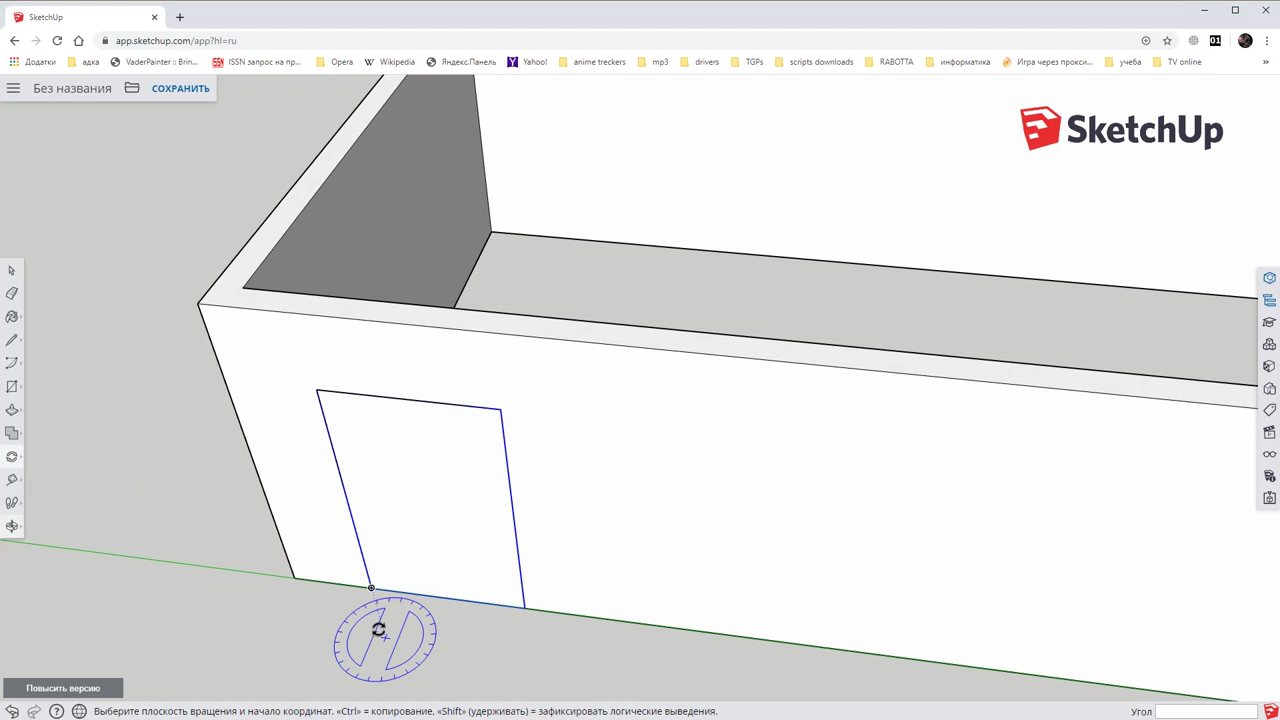 SketchUp
app.sketchup.com/app?hl=ru
01
Додатки
адка
VaderPainter :: Brin...
ISSN запрос на пр...
Opera
Wikipedia
Яндекс.Панель
Yahoo!
anime treckers
mp3
drivers
TGPs
scripts downloads
RABOTTA
информатика
Игра через прокси...
учеба
TV online
»
Без названия
СОХРАНИТЬ
SketchUp
Повысить версию
Выберите плоскость вращения и начало координат. «Ctrl» = копирование, «Shift» (удерживать) = зафиксировать логические выведения.
Угол